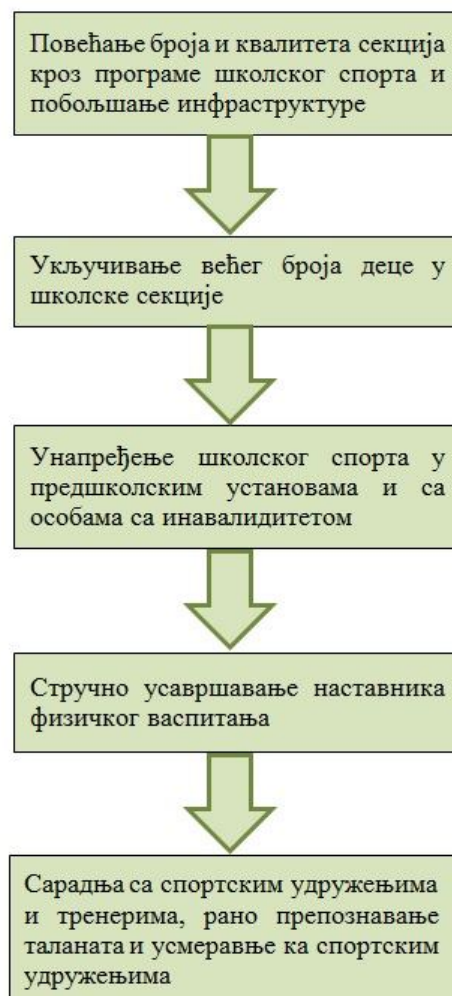 Повећање броја и квалитета секција
кроз програме школског спорта и
побољшање инфраструктуре
Укључивање већег броја деце у
школске секције
Унапређење школског спорта у
предшколским установама и са
особама са инавалидитетом
Стручно усавршавање наставника
физичког васпитања
Сарадња са спортским удружењима
и тренерима, рано препознавање
таланата и усмеравње ка спортским
удружењима